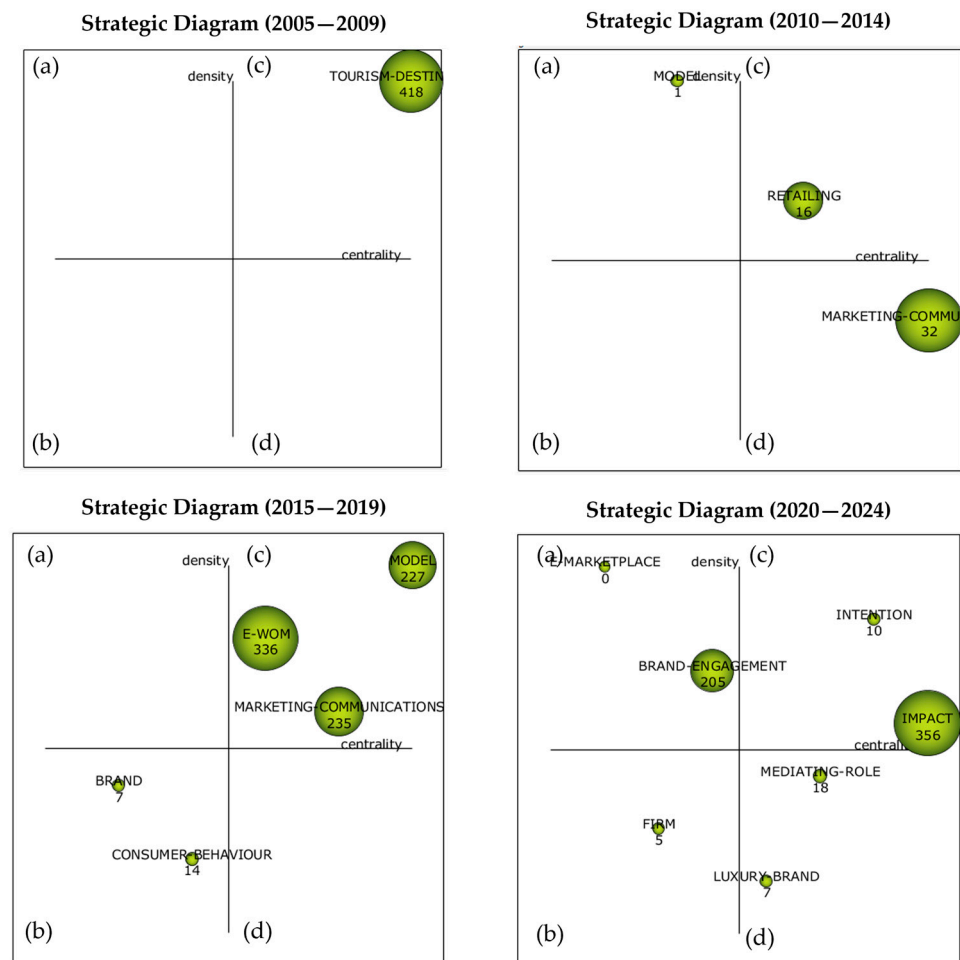 Strategic Diagram (2005—2009)
(a)
density
(c)
TOURISM-DESTIN
418
centrality
(b)
(d)
Strategic Diagram (2010—2014)
(a)
MODEL
density
(c)
1
RETAILING
16
centrality
MARKETING-COMMU
32
(b)
(d)
Strategic Diagram (2015—2019)
(a)
density
(c)
MODEL
227
E-WOM
336
MARKETING-COMMUNICATIONS
235
centrality
BRAND
7
CONSUMER-BEHAVIOUR
14
(b)
(d)
Strategic Diagram (2020—2024)
(a)
E-MARKETPLACE
0
density
(c)
INTENTION
10
BRAND-ENGAGEMENT
205
IMPACT
356
centrali
MEDIATING-ROLE
18
FIRM
5
LUXURY-BRAND
7
(b)
(d)